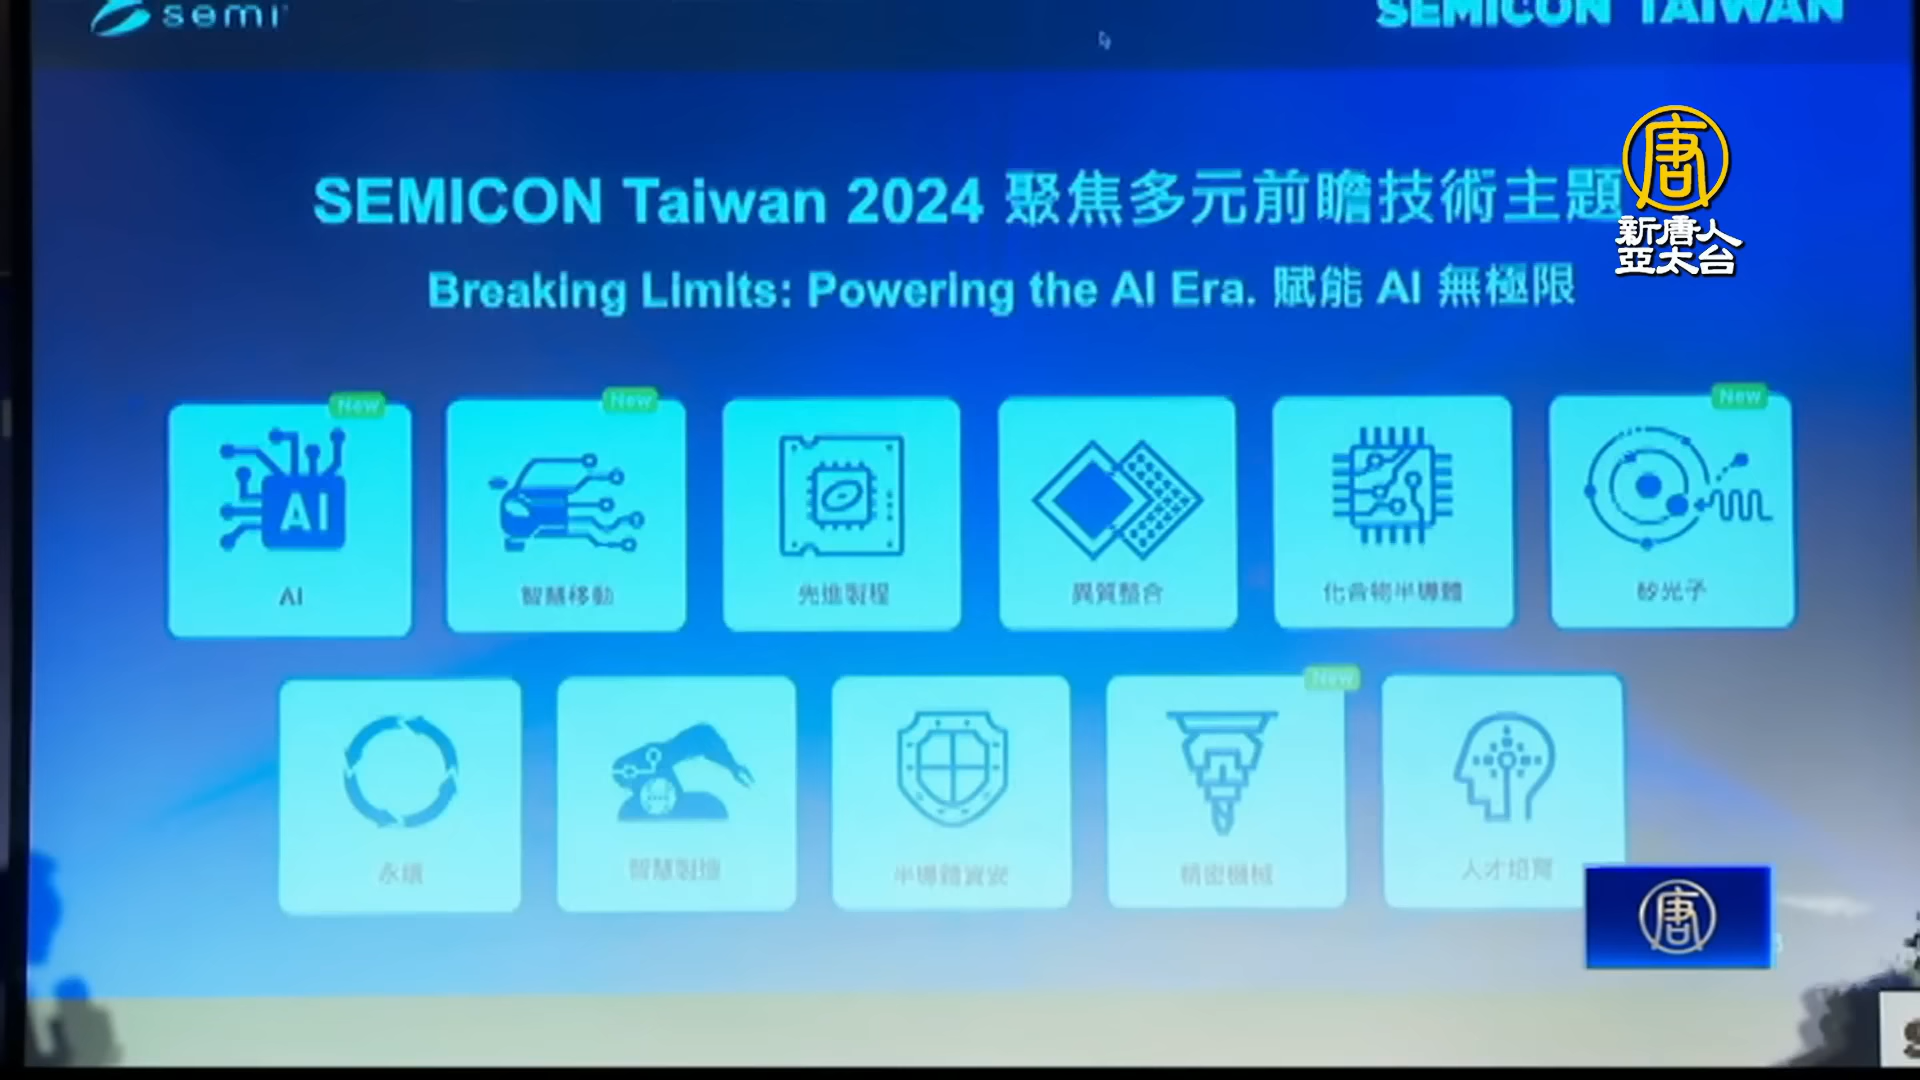 semi
SEMICON TAIWAN
SEMICON Taiwan 2024 聚焦多元前瞻技術主題
Breaking Limits: Powering the AI Era. 賦能 AI 無極限
唐
新唐人
亞太台
New
New
New
AI
AI
智慧移動
先進製程
異質整合
化合物半導體
矽光子
New
永續
智慧製造
半導體資安
精密機械
人才培育
唐